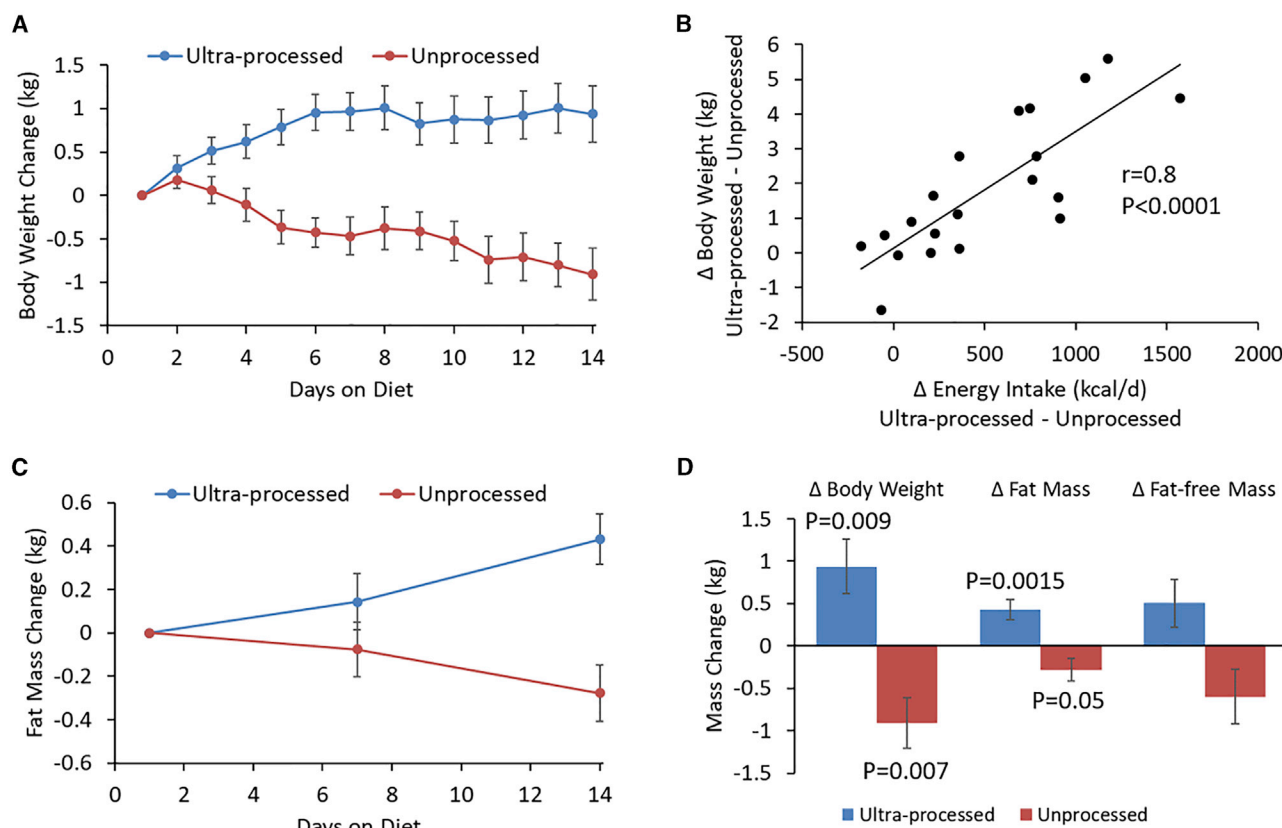 A
Ultra-processed
Unprocessed
Body Weight Change (kg)
1.5
1
0.5
0
-0.5
-1
-1.5
0 2 4 6 8 10 12 14
Days on Diet
B
Δ Body Weight (kg)
Ultra-processed - Unprocessed
6
5
4
3
2
1
0
-1
-2
r=0.8
P<0.0001
-500 0 500 1000 1500 2000
Δ Energy Intake (kcal/d)
Ultra-processed - Unprocessed
C
Ultra-processed
Unprocessed
Fat Mass Change (kg)
0.6
0.4
0.2
0
-0.2
-0.4
-0.6
0 2 4 6 8 10 12 14
Days on Diet
D
Δ Body Weight
Δ Fat Mass
Δ Fat-free Mass
Mass Change (kg)
1.5
1
0.5
0
-0.5
-1
-1.5
P=0.009
P=0.0015
P=0.05
P=0.007
Ultra-processed
Unprocessed